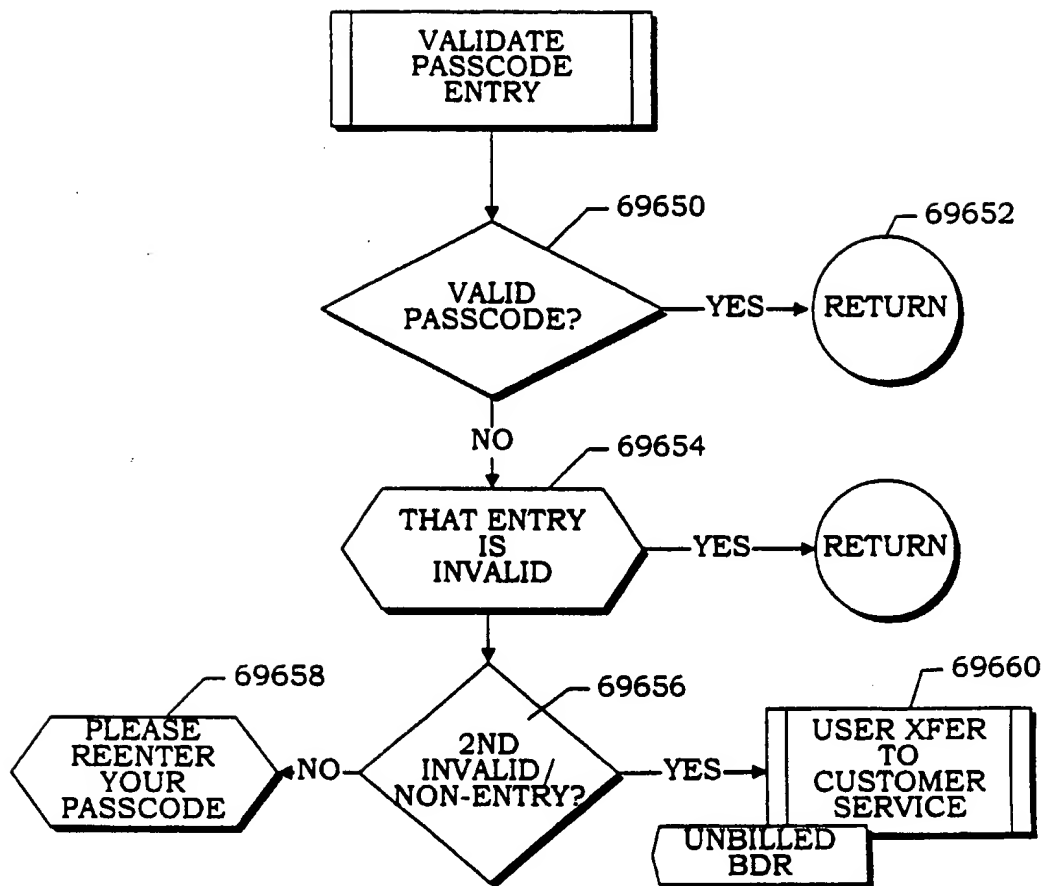 VALIDATE
PASSCODE
ENTRY
69650
69652
VALID
PASSCODE?
YES
RETURN
NO
69654
THAT ENTRY
IS
INVALID
YES
RETURN
69658
69656
69660
PLEASE
REENTER
YOUR
PASSCODE
NO
2ND
INVALID/
NON-ENTRY?
YES
USER XFER
TO
CUSTOMER
SERVICE
UNBILLED
BDR